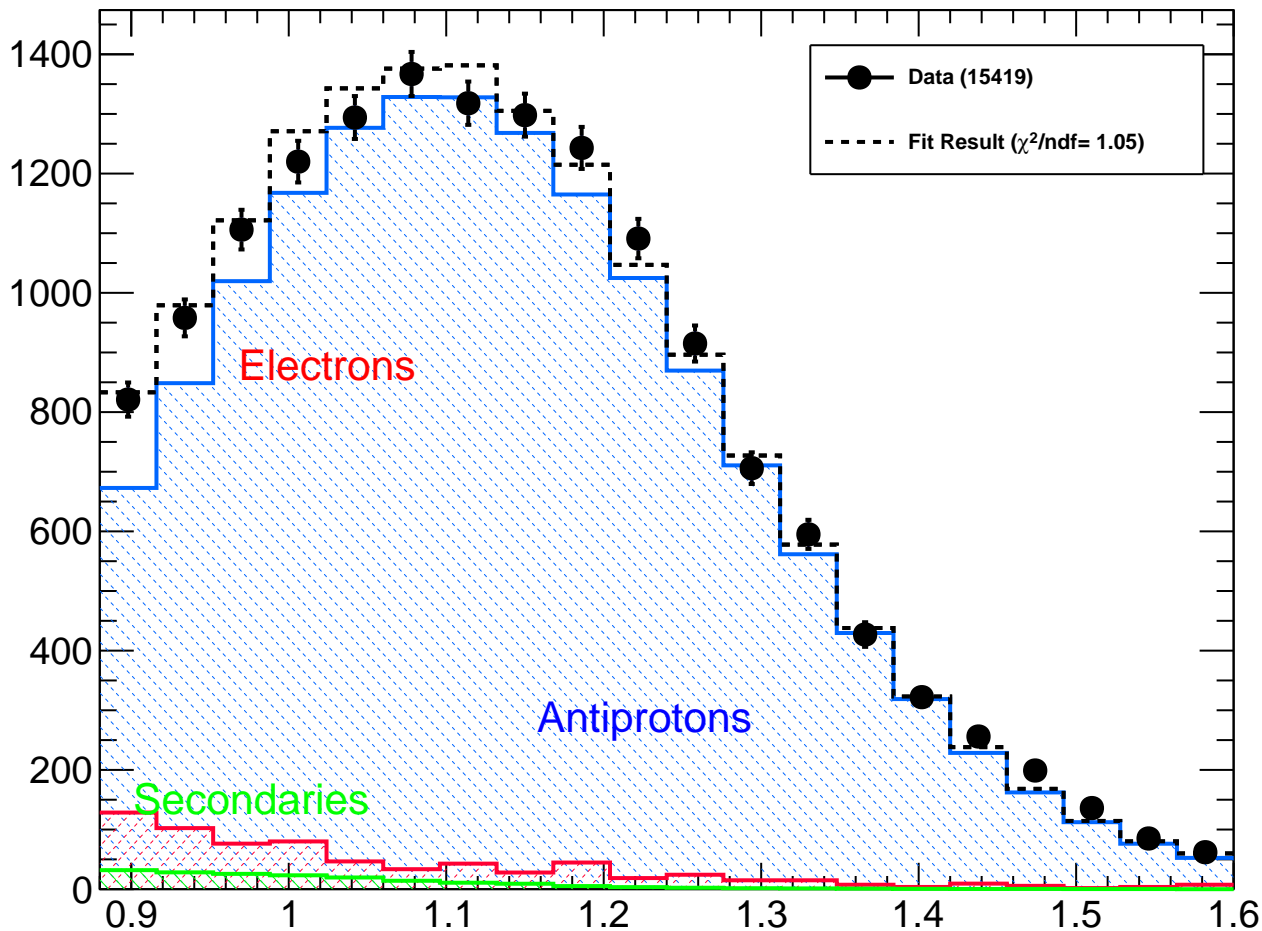 1400
1200
1000
800
600
400
200
0
Data (15419)
Fit Result (χ²/ndf= 1.05)
Electrons
Antiprotons
Secondaries
0.9 1 1.1 1.2 1.3 1.4 1.5 1.6